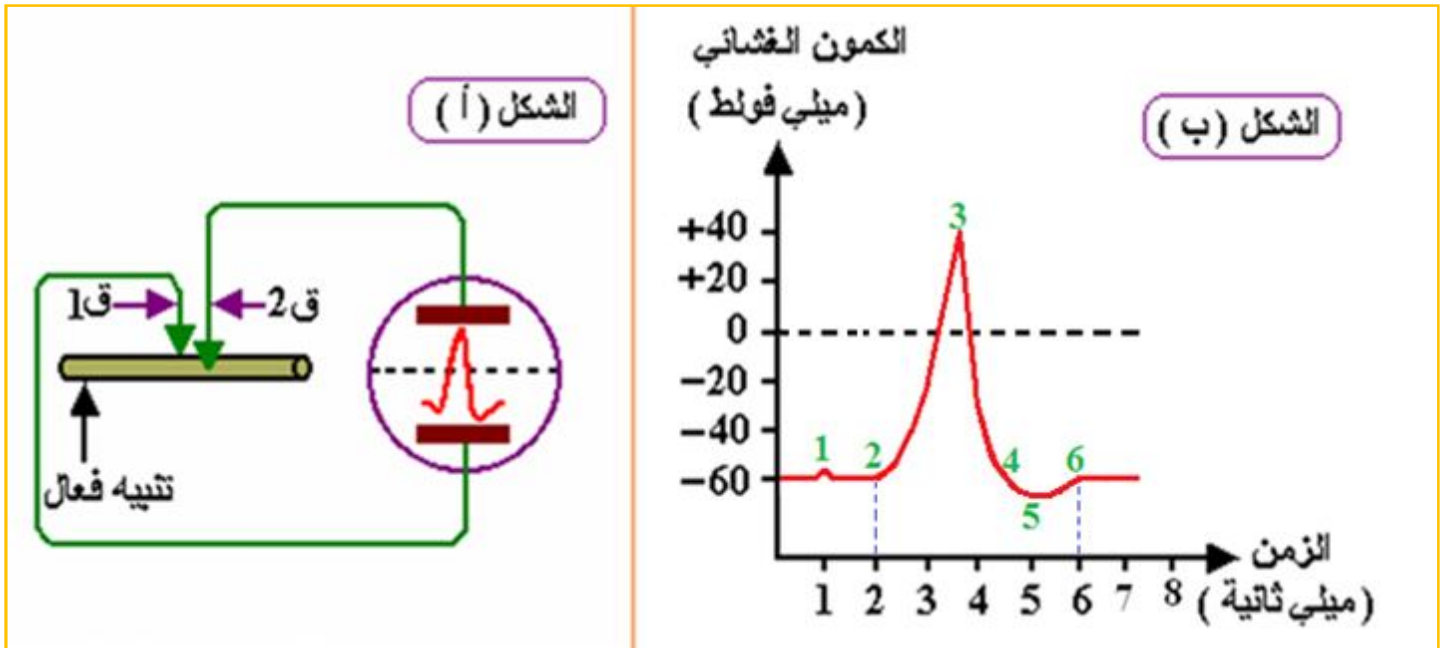 الشكل ( أ )
ق1
ق2
تنبيه فعال
الكمون الغشائي
( ميلي فولط )
الشكل ( ب )
+40
+20
0
−20
−40
−60
1
2
3
4
5
6
1 2 3 4 5 6 7 8
الزمن
( ميلي ثانية )